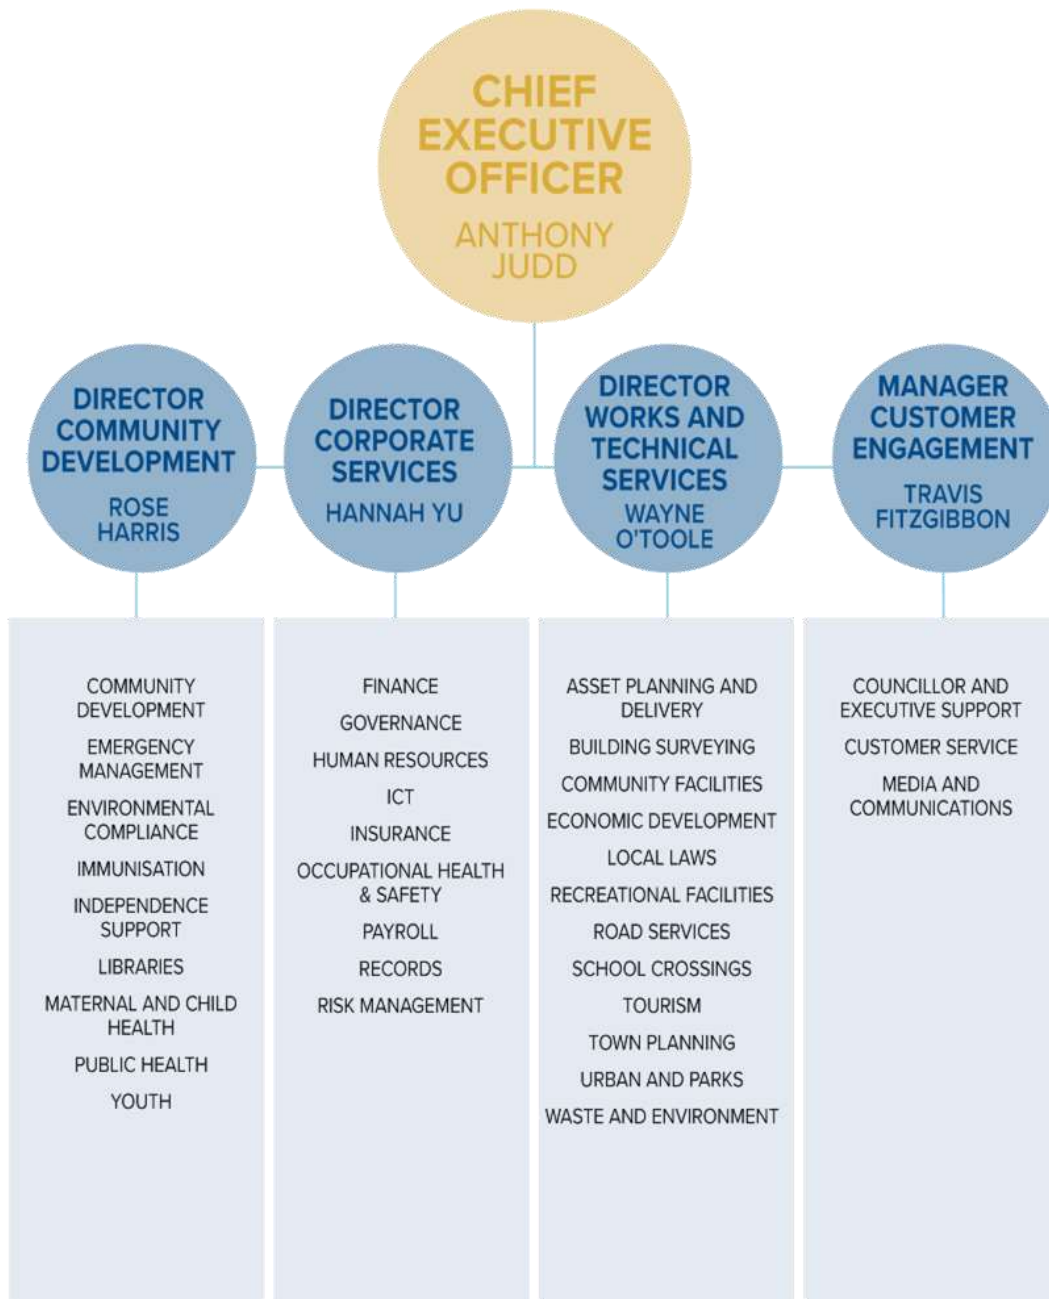 CHIEF
EXECUTIVE
OFFICER
ANTHONY
JUDD
DIRECTOR
COMMUNITY
DEVELOPMENT
ROSE
HARRIS
DIRECTOR
CORPORATE
SERVICES
HANNAH YU
DIRECTOR
WORKS AND
TECHNICAL
SERVICES
WAYNE
O'TOOLE
MANAGER
CUSTOMER
ENGAGEMENT
TRAVIS
FITZGIBBON
COMMUNITY
DEVELOPMENT
EMERGENCY
MANAGEMENT
ENVIRONMENTAL
COMPLIANCE
IMMUNISATION
INDEPENDENCE
SUPPORT
LIBRARIES
MATERNAL AND CHILD
HEALTH
PUBLIC HEALTH
YOUTH
FINANCE
GOVERNANCE
HUMAN RESOURCES
ICT
INSURANCE
OCCUPATIONAL HEALTH
& SAFETY
PAYROLL
RECORDS
RISK MANAGEMENT
ASSET PLANNING AND
DELIVERY
BUILDING SURVEYING
COMMUNITY FACILITIES
ECONOMIC DEVELOPMENT
LOCAL LAWS
RECREATIONAL FACILITIES
ROAD SERVICES
SCHOOL CROSSINGS
TOURISM
TOWN PLANNING
URBAN AND PARKS
WASTE AND ENVIRONMENT
COUNCILLOR AND
EXECUTIVE SUPPORT
CUSTOMER SERVICE
MEDIA AND
COMMUNICATIONS